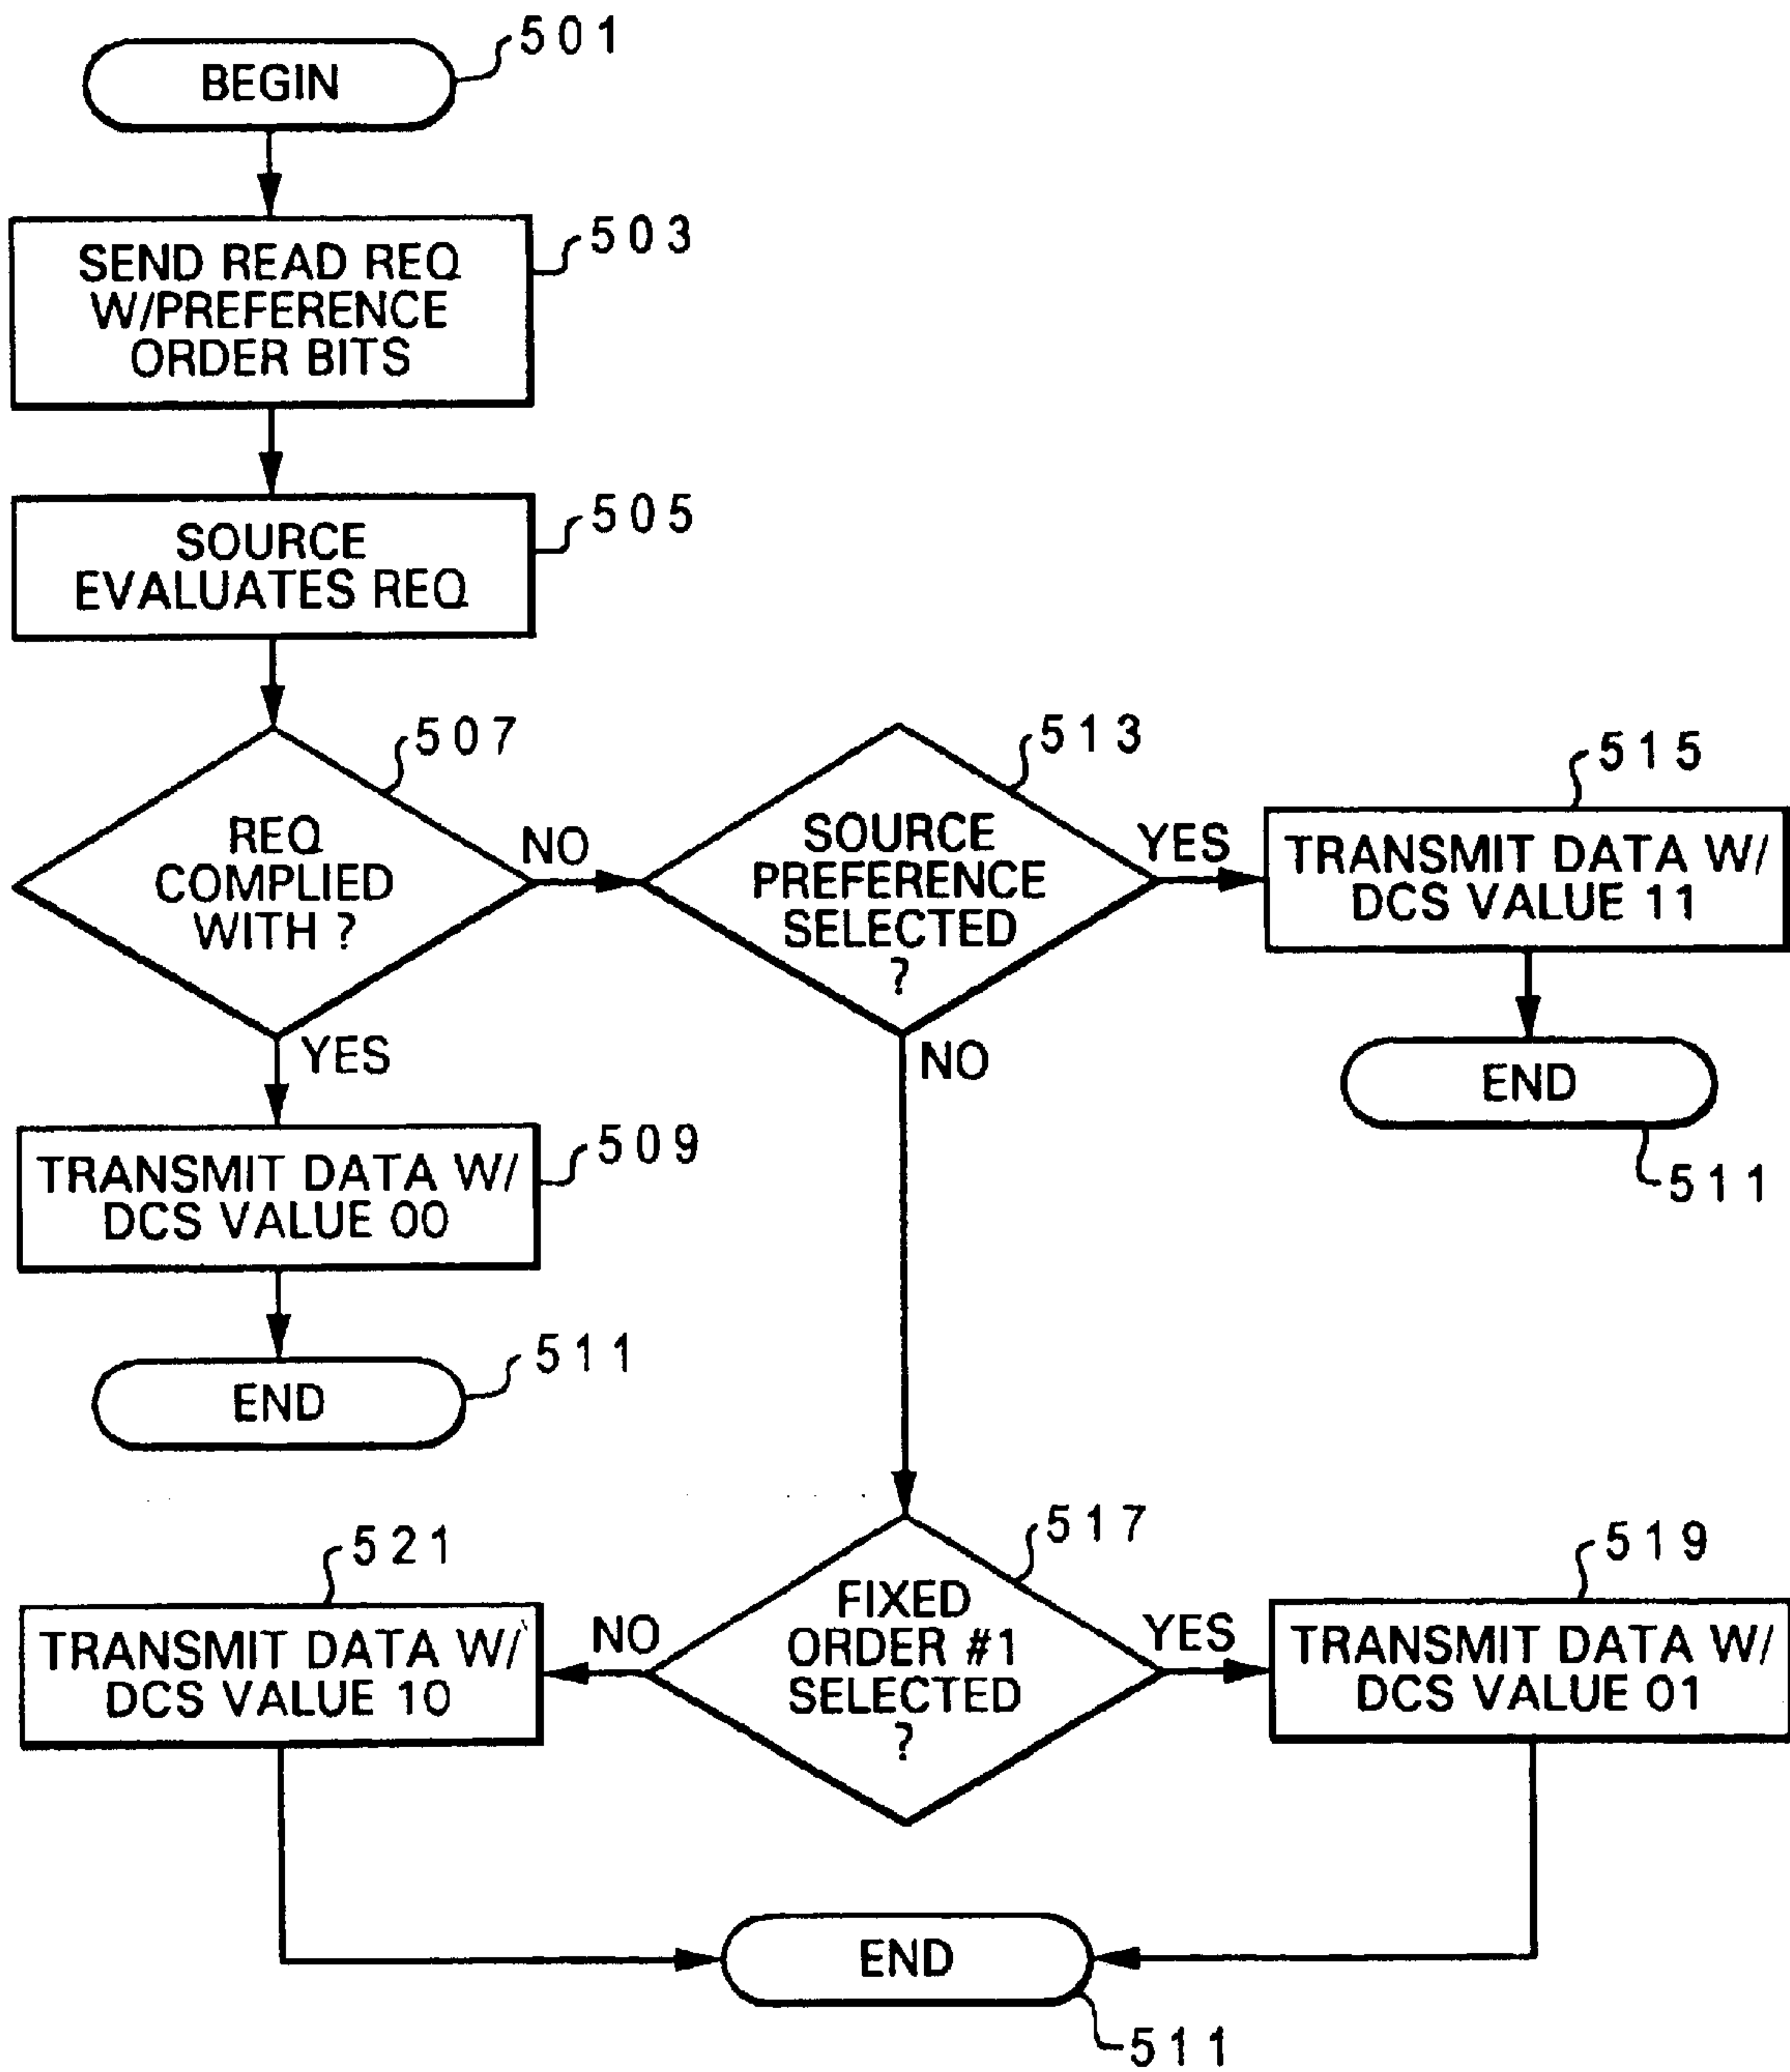 501
BEGIN
503
SEND READ REQ
W/PREFERENCE
ORDER BITS
505
SOURCE
EVALUATES REQ
507
REQ
COMPLIED
WITH ?
NO
YES
513
SOURCE
PREFERENCE
SELECTED
?
YES
NO
515
TRANSMIT DATA W/
DCS VALUE 11
END
511
509
TRANSMIT DATA W/
DCS VALUE 00
511
END
517
FIXED
ORDER #1
SELECTED
?
NO
YES
521
TRANSMIT DATA W/
DCS VALUE 10
519
TRANSMIT DATA W/
DCS VALUE 01
END
511